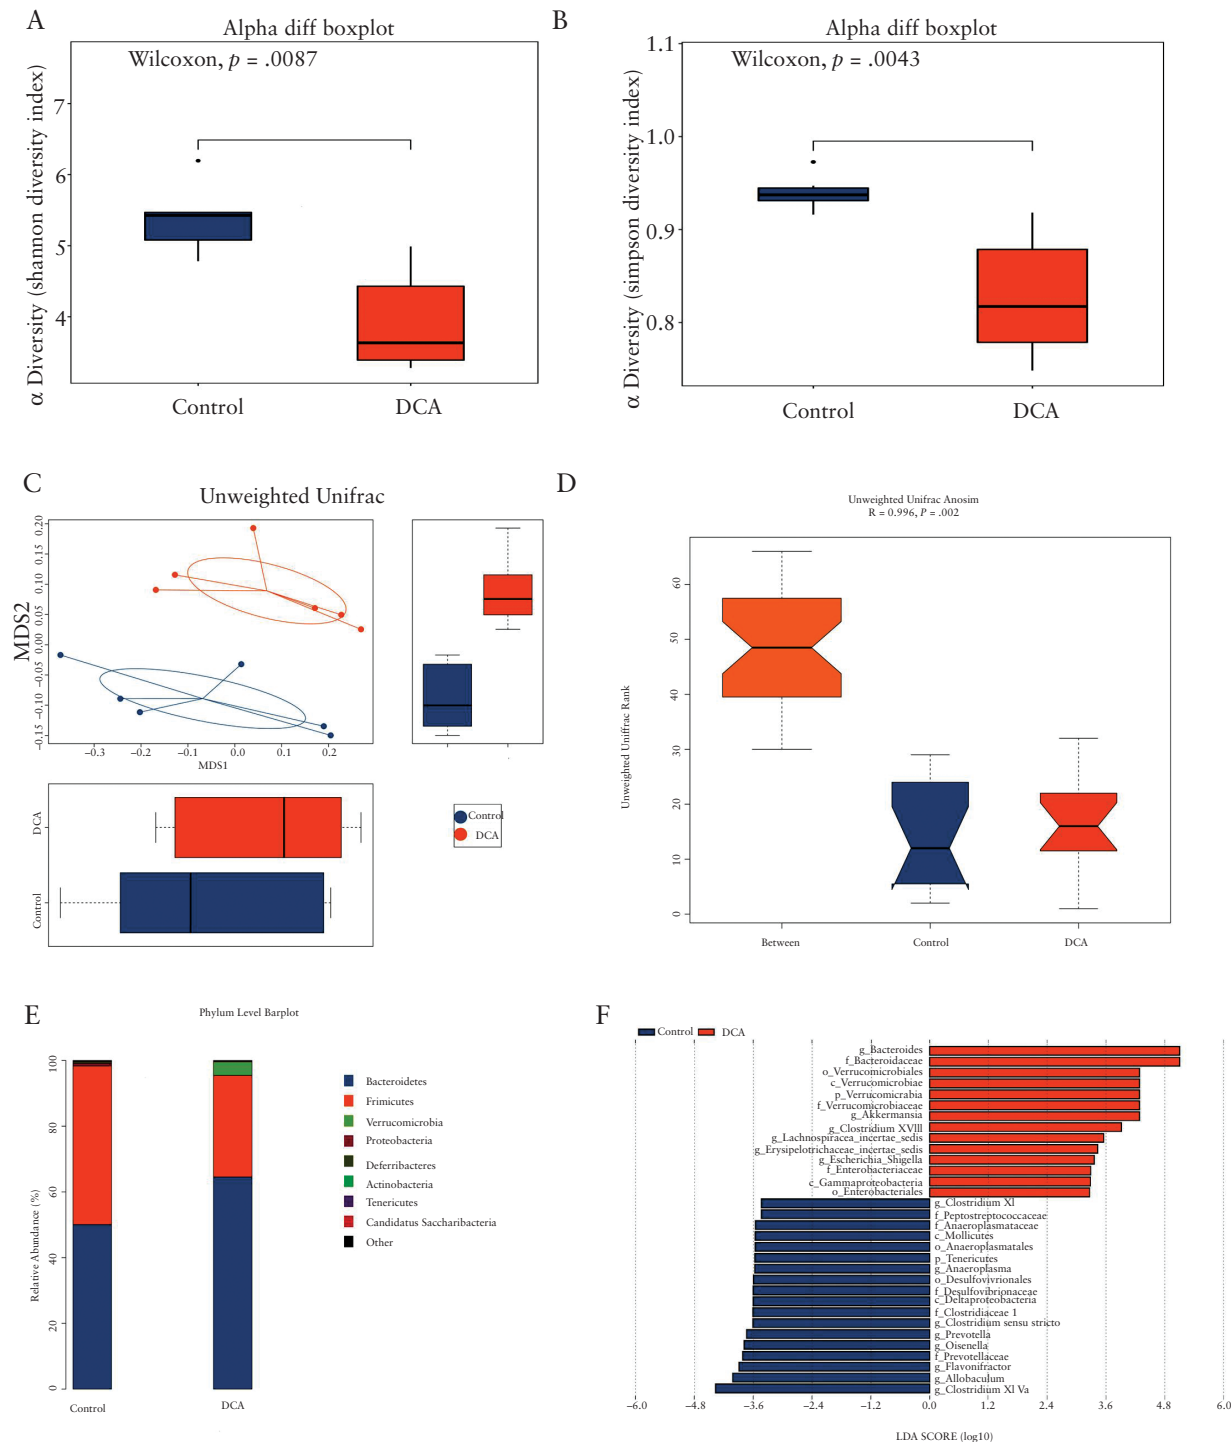 A
Alpha diff boxplot
Wilcoxon, p = .0087
α Diversity (shannon diversity index)
7
6
5
4
Control
DCA
B
Alpha diff boxplot
Wilcoxon, p = .0043
α Diversity (simpson diversity index)
1.1
1.0
0.9
0.8
Control
DCA
C
Unweighted Unifrac
MDS2
0.20
0.15
0.10
0.05
0.00
−0.05
−0.10
−0.15
−0.3
−0.2
−0.1
0.0
0.1
0.2
MDS1
DCA
Control
Control
DCA
D
Unweighted Unifrac Anosim
R = 0.996, P = .002
Unweighted Uniffrac Rank
60
50
40
30
20
10
0
Between
Control
DCA
E
Phylum Level Barplot
Relative Abundance (%)
100
80
60
40
20
0
Control
DCA
Bacteroidetes
Frimicutes
Verrucomicrobia
Proteobacteria
Deferribacteres
Actinobacteria
Tenericutes
Candidatus Saccharibacteria
Other
F
Control
DCA
g_Bacteroides
f_Bacteroidaceae
o_Verrucomicrobiales
c_Verrucomicrobiae
p_Verrucomicrabia
f_Verrucomicrobiaceae
g_Akkermansia
g_Clostridium XVlll
g_Lachnospiracea_incertae_sedis
g_Erysipelotrichaceae_incertae_sedis
g_Escherichia_Shigella
f_Enterobacteriaceae
c_Gammaproteobacteria
o_Enterobacteriales
g_Clostridium Xl
f_Peptostreptococcaceae
f_Anaeroplasmataceae
c_Mollicutes
o_Anaeroplasmatales
p_Tenericutes
g_Anaeroplasma
o_Desulfovivrionales
f_Desulfovibrionaceae
c_Deltaproteobacteria
f_Clostridiaceae 1
g_Clostridium sensu stricto
g_Prevotella
g_Oisenella
f_Prevotellaceae
g_Flavonifractor
g_Allobaculum
g_Clostridium Xl Va
−6.0
−4.8
−3.6
−2.4
−1.2
0.0
1.2
2.4
3.6
4.8
6.0
LDA SCORE (log10)